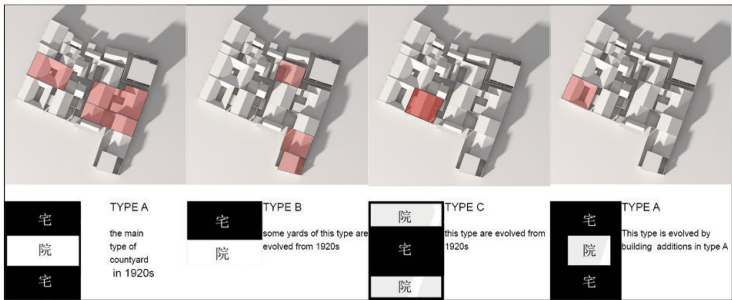 宅
院
宅
TYPE A
the main
type of
countyard
in 1920s
宅
院
TYPE B
some yards of this type are
evolved from 1920s
院
宅
院
TYPE C
this type are evolved from
1920s
宅
院
宅
TYPE A
This type is evolved by
building additions in type A